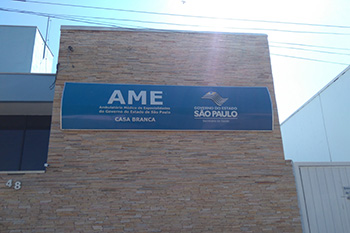 AME
Ambulatório Médico de Especialidades
do Governo do Estado de São Paulo
CASA BRANCA
GOVERNO DO ESTADO
SÃO PAULO
48